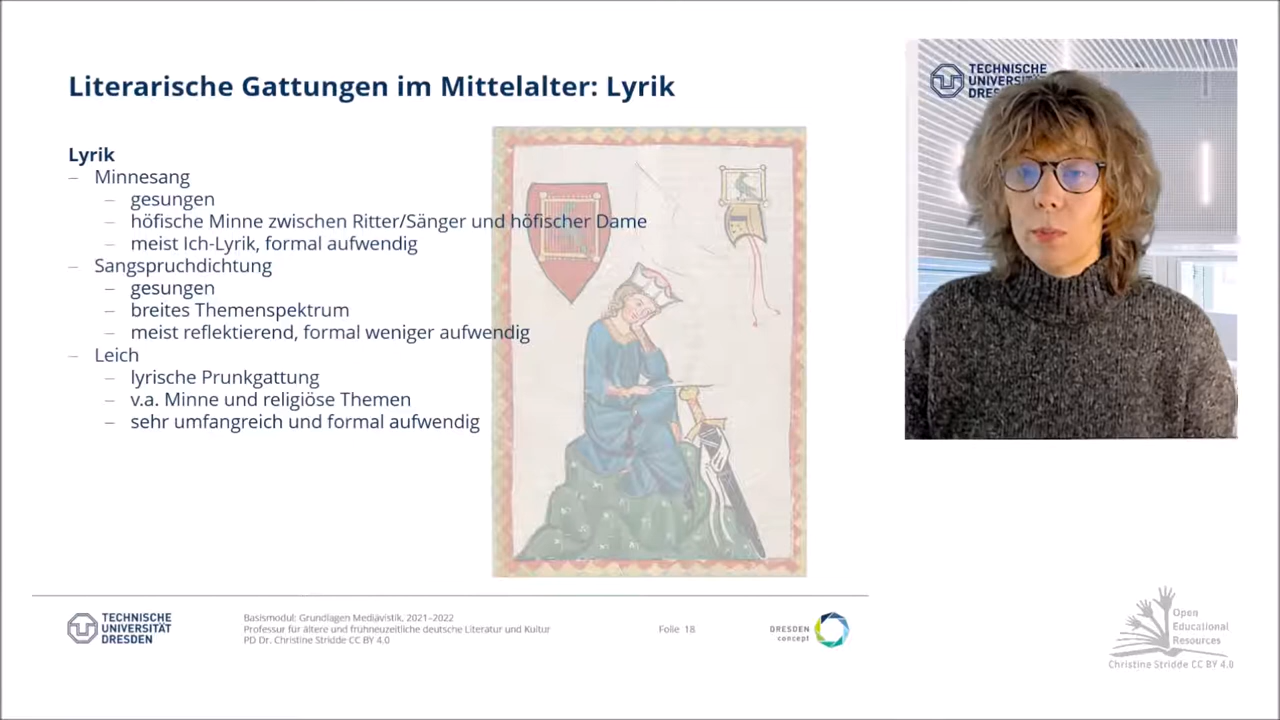 Literarische Gattungen im Mittelalter: Lyrik
Lyrik
– Minnesang
– gesungen
– höfische Minne zwischen Ritter/Sänger und höfischer Dame
– meist Ich-Lyrik, formal aufwendig
– Sangspruchdichtung
– gesungen
– breites Themenspektrum
– meist reflektierend, formal weniger aufwendig
– Leich
– lyrische Prunkgattung
– v.a. Minne und religiöse Themen
– sehr umfangreich und formal aufwendig
TECHNISCHE
UNIVERSITÄT
DRESDEN
Basismodul: Grundlagen Mediävistik, 2021–2022
Professur für ältere und frühneuzeitliche deutsche Literatur und Kultur
PD Dr. Christine Stridde CC BY 4.0
Folie 18
DRESDEN
concept
TECHNISCHE
UNIVERSITÄ
DRES
Open
Educational
Resources
Christine Stridde CC BY 4.0